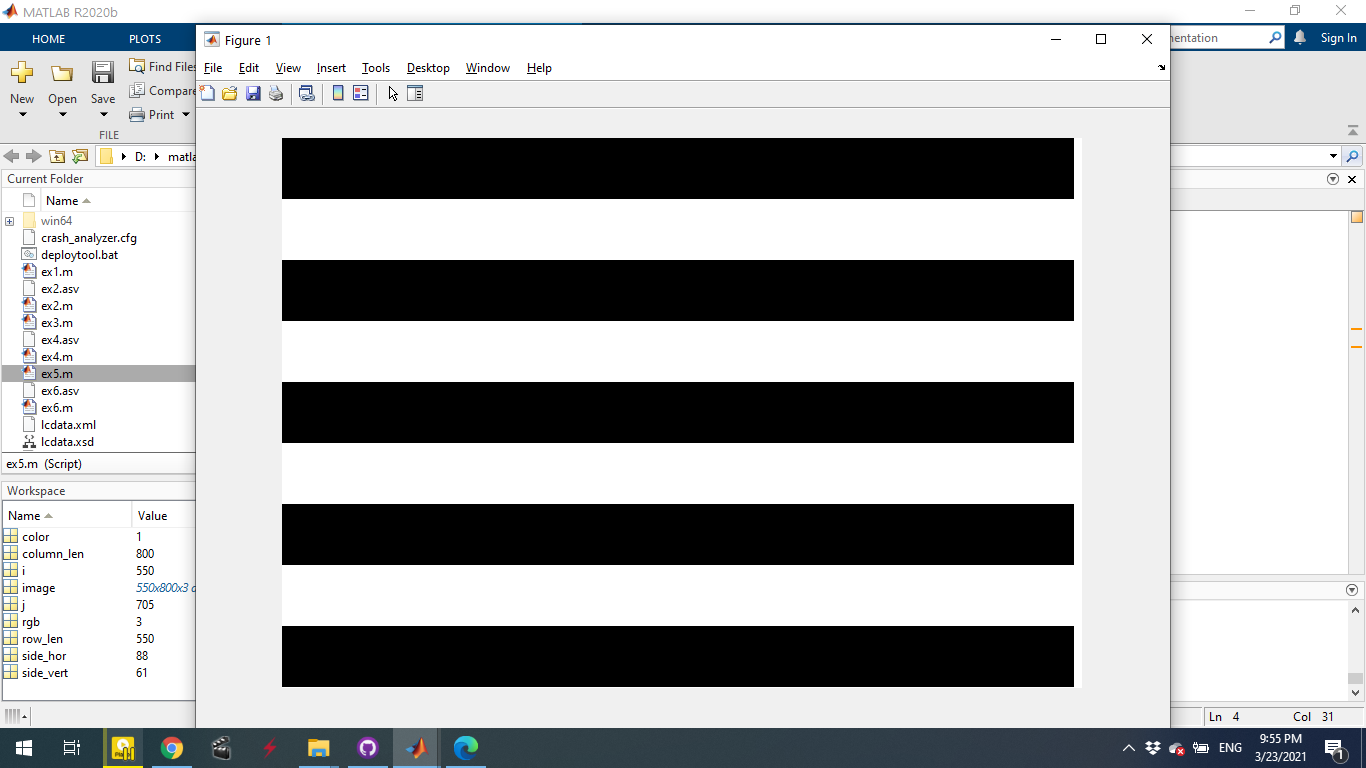 MATLAB R2020b
HOME PLOTS
entation Sign In
New Open Save
Find Files
Compare
Print
FILE
D: matla
Current Folder
Name
win64
crash_analyzer.cfg
deploytool.bat
ex1.m
ex2.asv
ex2.m
ex3.m
ex4.asv
ex4.m
ex5.m
ex6.asv
ex6.m
lcdata.xml
lcdata.xsd
ex5.m (Script)
Workspace
Name Value
color 1
column_len 800
i 550
image 550x800x3 d
j 705
rgb 3
row_len 550
side_hor 88
side_vert 61
Figure 1
File Edit View Insert Tools Desktop Window Help
Ln 4 Col 31
ENG
9:55 PM
3/23/2021
1